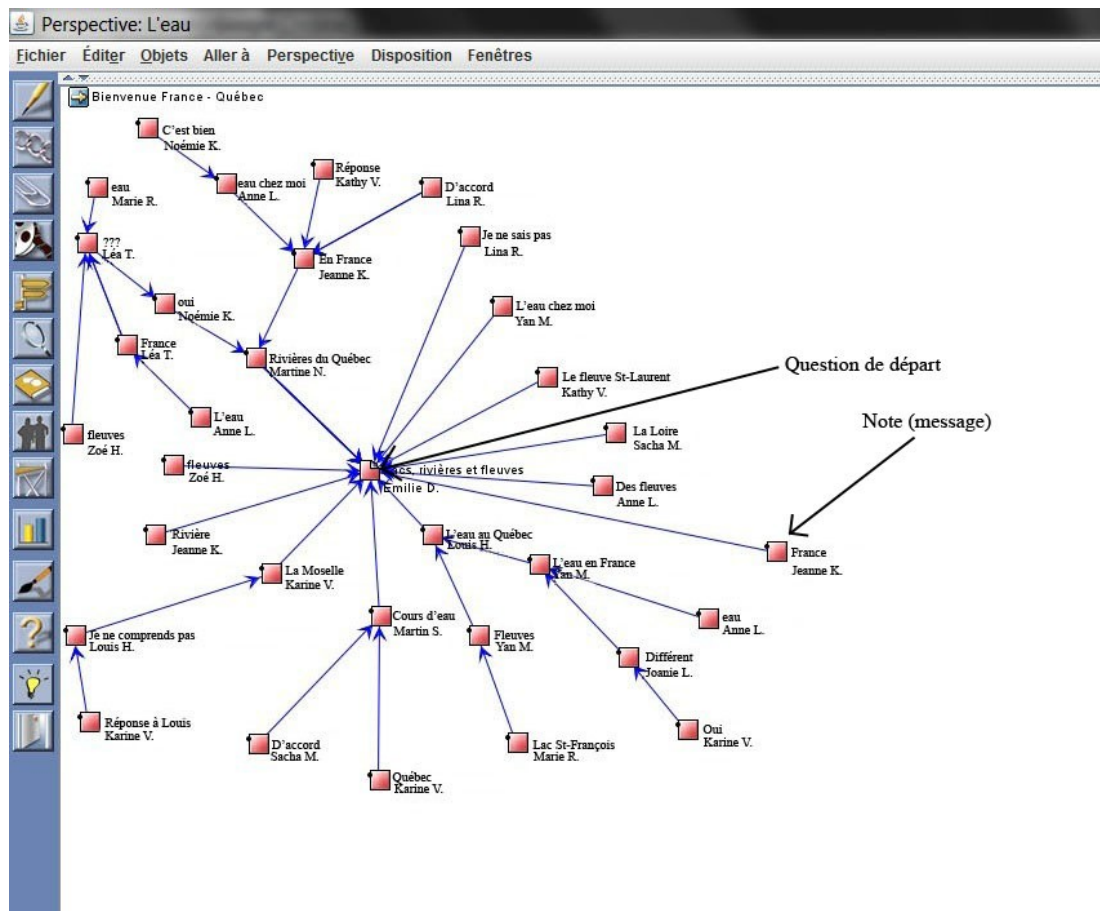 Perspective: L'eau
Fichier Éditer Objets Aller à Perspective Disposition Fenêtres
Bienvenue France - Québec
C'est bien
Noémie K.
eau
Marie R.
eau chez moi
Anne L.
Réponse
Kathy V.
D'accord
Lina R.
???
Léa T.
En France
Jeanne K.
Je ne sais pas
Lina R.
oui
Noémie K.
L'eau chez moi
Yan M.
France
Léa T.
Rivières du Québec
Martine N.
Question de départ
Le fleuve St-Laurent
Kathy V.
Note (message)
L'eau
Anne L.
fleuves
Zoé H.
La Loire
Sacha M.
fleuves
Zoé H.
Lacs, rivières et fleuves
Emilie D.
Des fleuves
Anne L.
Rivière
Jeanne K.
L'eau au Québec
Louis H.
France
Jeanne K.
La Moselle
Karine V.
L'eau en France
Yan M.
Cours d'eau
Martin S.
eau
Anne L.
Je ne comprends pas
Louis H.
Fleuves
Yan M.
Différent
Joanie L.
Réponse à Louis
Karine V.
D'accord
Sacha M.
Lac St-François
Marie R.
Oui
Karine V.
Québec
Karine V.